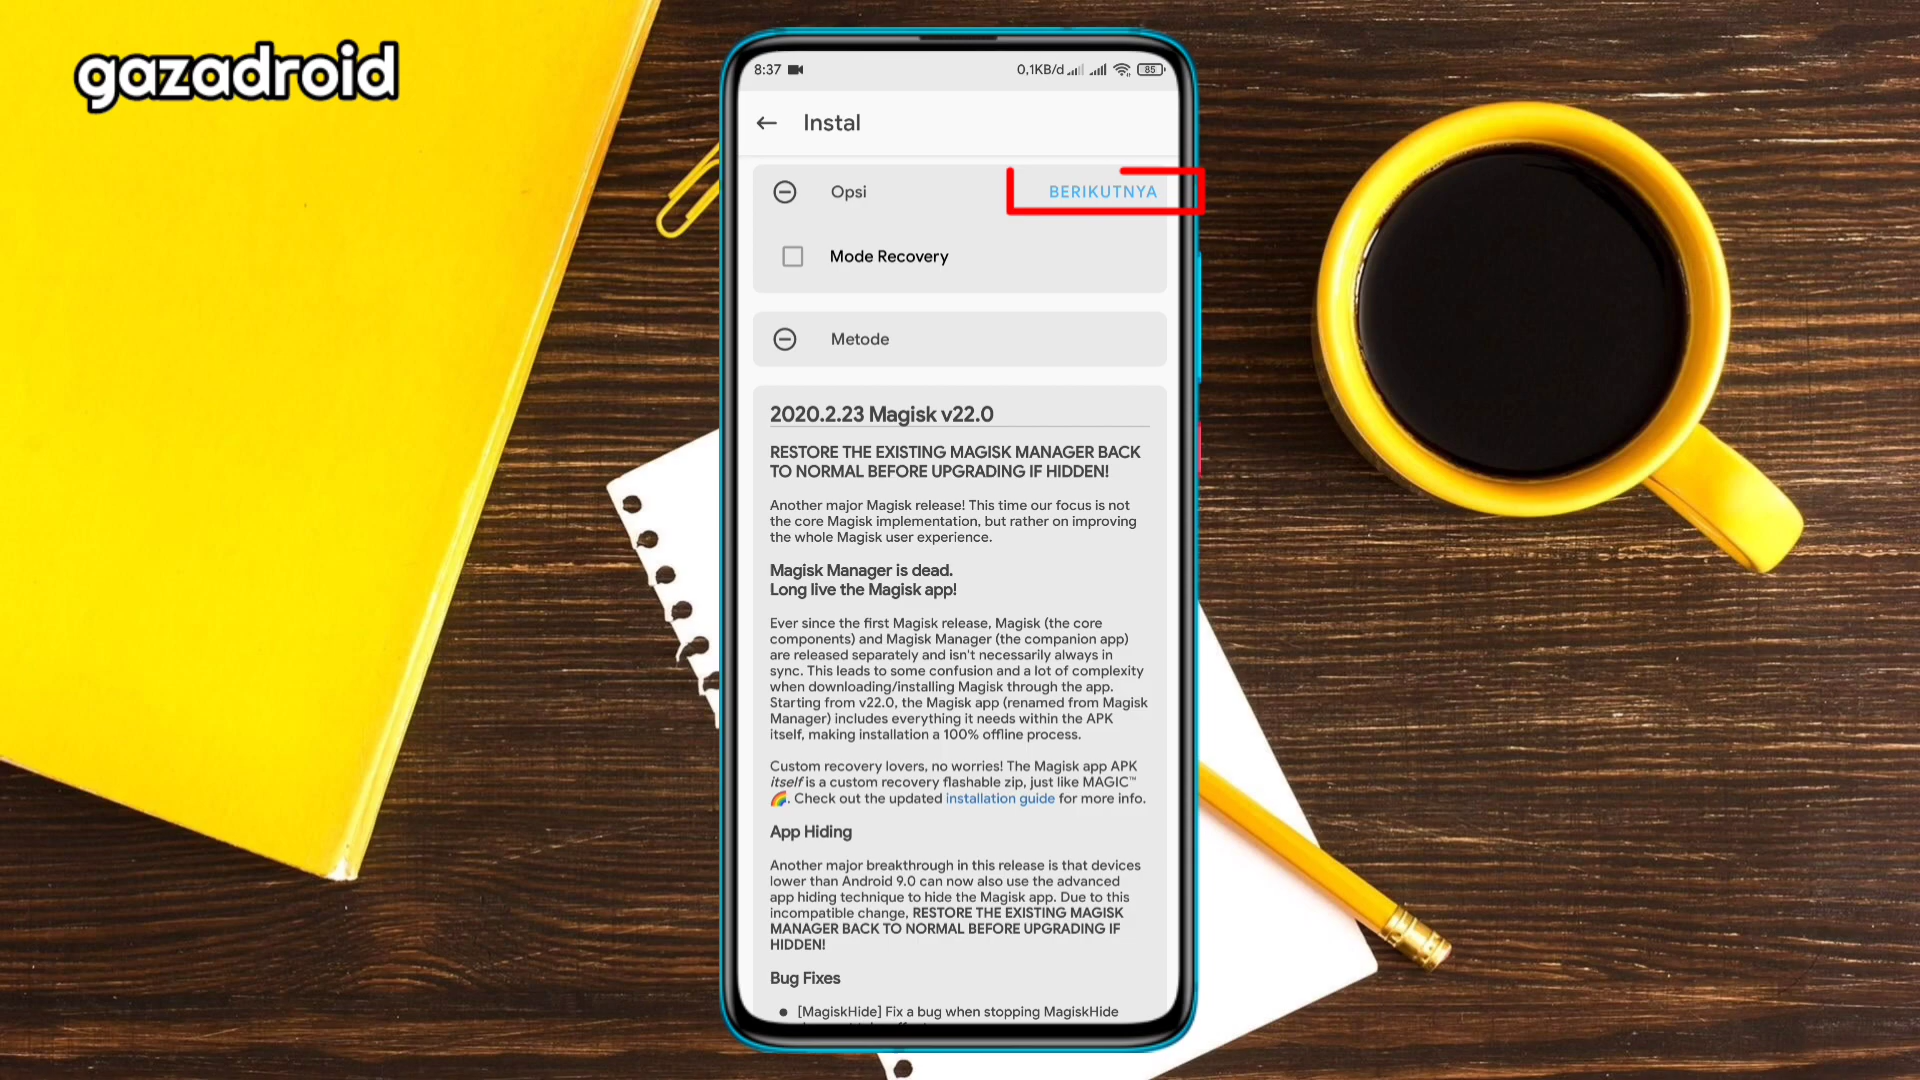 gazadroid
8:37
0,1KB/d
85
Instal
Opsi
BERIKUTNYA
Mode Recovery
Metode
2020.2.23 Magisk v22.0
RESTORE THE EXISTING MAGISK MANAGER BACK
TO NORMAL BEFORE UPGRADING IF HIDDEN!
Another major Magisk release! This time our focus is not
the core Magisk implementation, but rather on improving
the whole Magisk user experience.
Magisk Manager is dead.
Long live the Magisk app!
Ever since the first Magisk release, Magisk (the core
components) and Magisk Manager (the companion app)
are released separately and isn't necessarily always in
sync. This leads to some confusion and a lot of complexity
when downloading/installing Magisk through the app.
Starting from v22.0, the Magisk app (renamed from Magisk
Manager) includes everything it needs within the APK
itself, making installation a 100% offline process.
Custom recovery lovers, no worries! The Magisk app APK
itself is a custom recovery flashable zip, just like MAGIC™
🌈. Check out the updated installation guide for more info.
App Hiding
Another major breakthrough in this release is that devices
lower than Android 9.0 can now also use the advanced
app hiding technique to hide the Magisk app. Due to this
incompatible change, RESTORE THE EXISTING MAGISK
MANAGER BACK TO NORMAL BEFORE UPGRADING IF
HIDDEN!
Bug Fixes
● [MagiskHide] Fix a bug when stopping MagiskHide